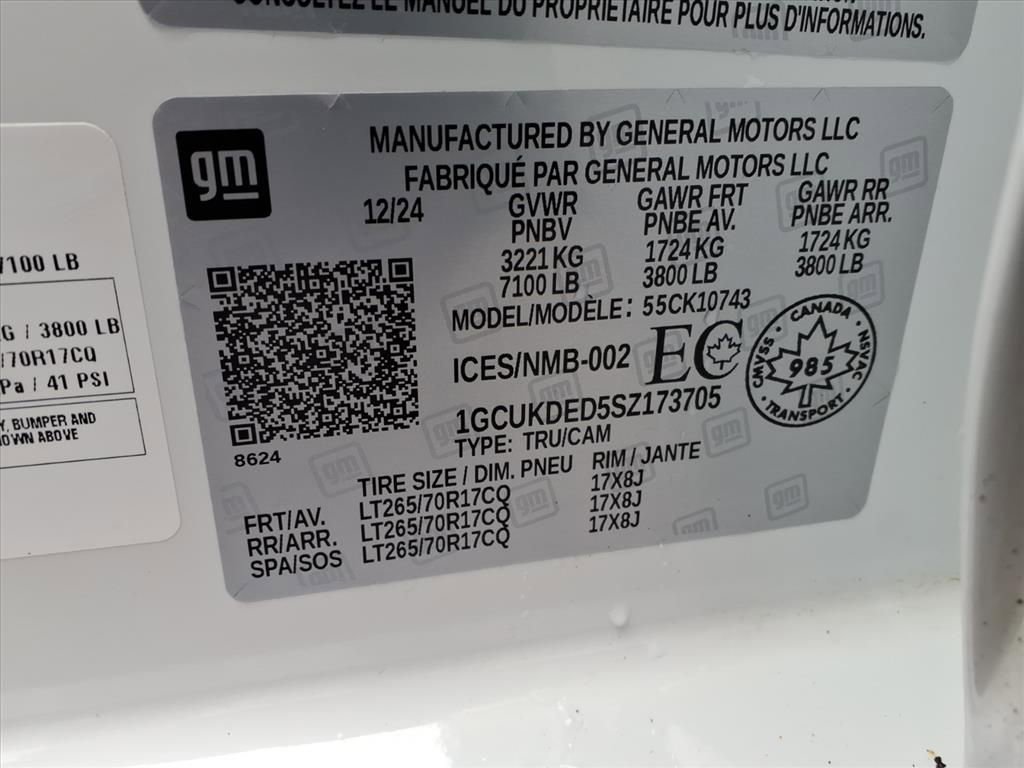 CONSULTEZ LE MANUEL DU PROPRIÉTAIRE POUR PLUS D'INFORMATIONS.
/100 LB
G / 3800 LB
/70R17CQ
Pa / 41 PSI
, BUMPER AND
OWN ABOVE
gm
MANUFACTURED BY GENERAL MOTORS LLC
FABRIQUÉ PAR GENERAL MOTORS LLC
12/24 GVWR GAWR FRT GAWR RR
PNBV PNBE AV. PNBE ARR.
3221 KG 1724 KG 1724 KG
7100 LB 3800 LB 3800 LB
MODEL/MODÈLE: 55CK10743
ICES/NMB-002 EC
CANADA
CMVSS NSVAC
985
TRANSPORT
1GCUKDED5SZ173705
8624 TYPE: TRU/CAM
TIRE SIZE / DIM. PNEU RIM / JANTE
FRT/AV. LT265/70R17CQ 17X8J
RR/ARR. LT265/70R17CQ 17X8J
SPA/SOS LT265/70R17CQ 17X8J